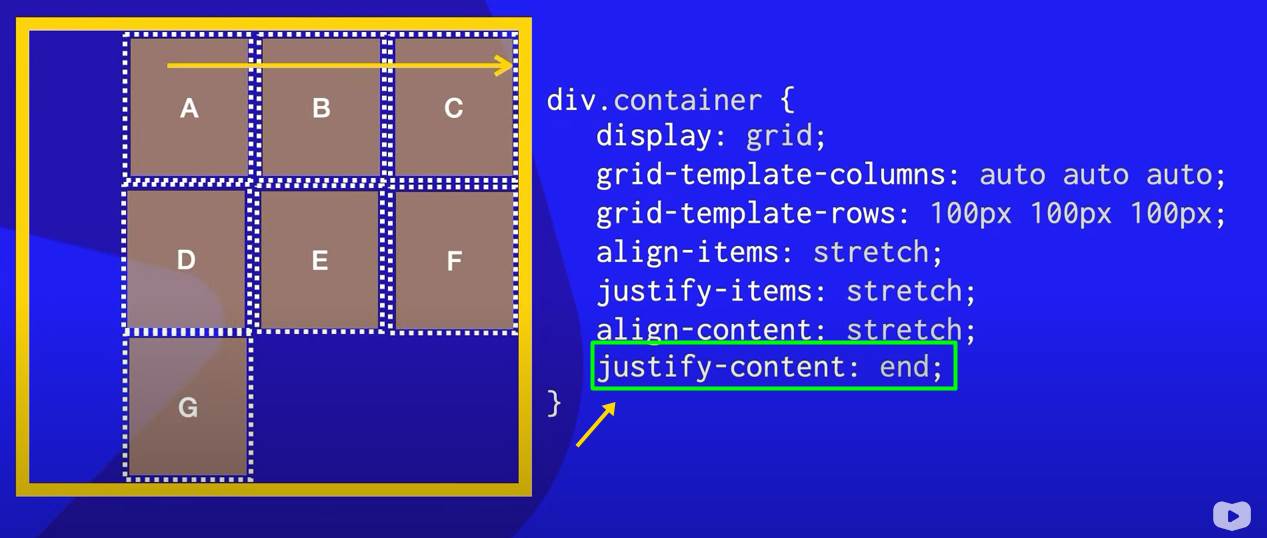 A B C
D E F
G
div.container {
display: grid;
grid-template-columns: auto auto auto;
grid-template-rows: 100px 100px 100px;
align-items: stretch;
justify-items: stretch;
align-content: stretch;
justify-content: end;
}